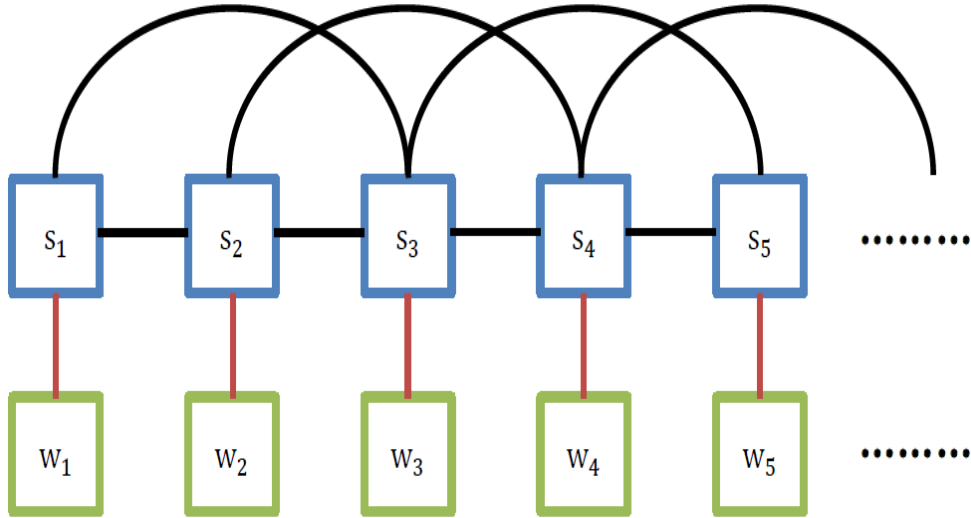 S₁ S₂ S₃ S₄ S₅ .........
W₁ W₂ W₃ W₄ W₅ .........